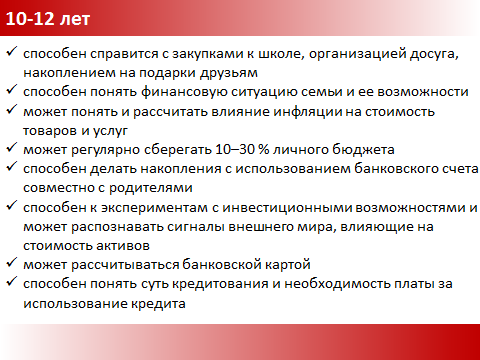 10-12 лет
✓ способен справится с закупками к школе, организацией досуга,
накоплением на подарки друзьям
✓ способен понять финансовую ситуацию семьи и ее возможности
✓ может понять и рассчитать влияние инфляции на стоимость
товаров и услуг
✓ может регулярно сберегать 10–30 % личного бюджета
✓ способен делать накопления с использованием банковского счета
совместно с родителями
✓ способен к экспериментам с инвестиционными возможностями и
может распознавать сигналы внешнего мира, влияющие на
стоимость активов
✓ может рассчитываться банковской картой
✓ способен понять суть кредитования и необходимость платы за
использование кредита